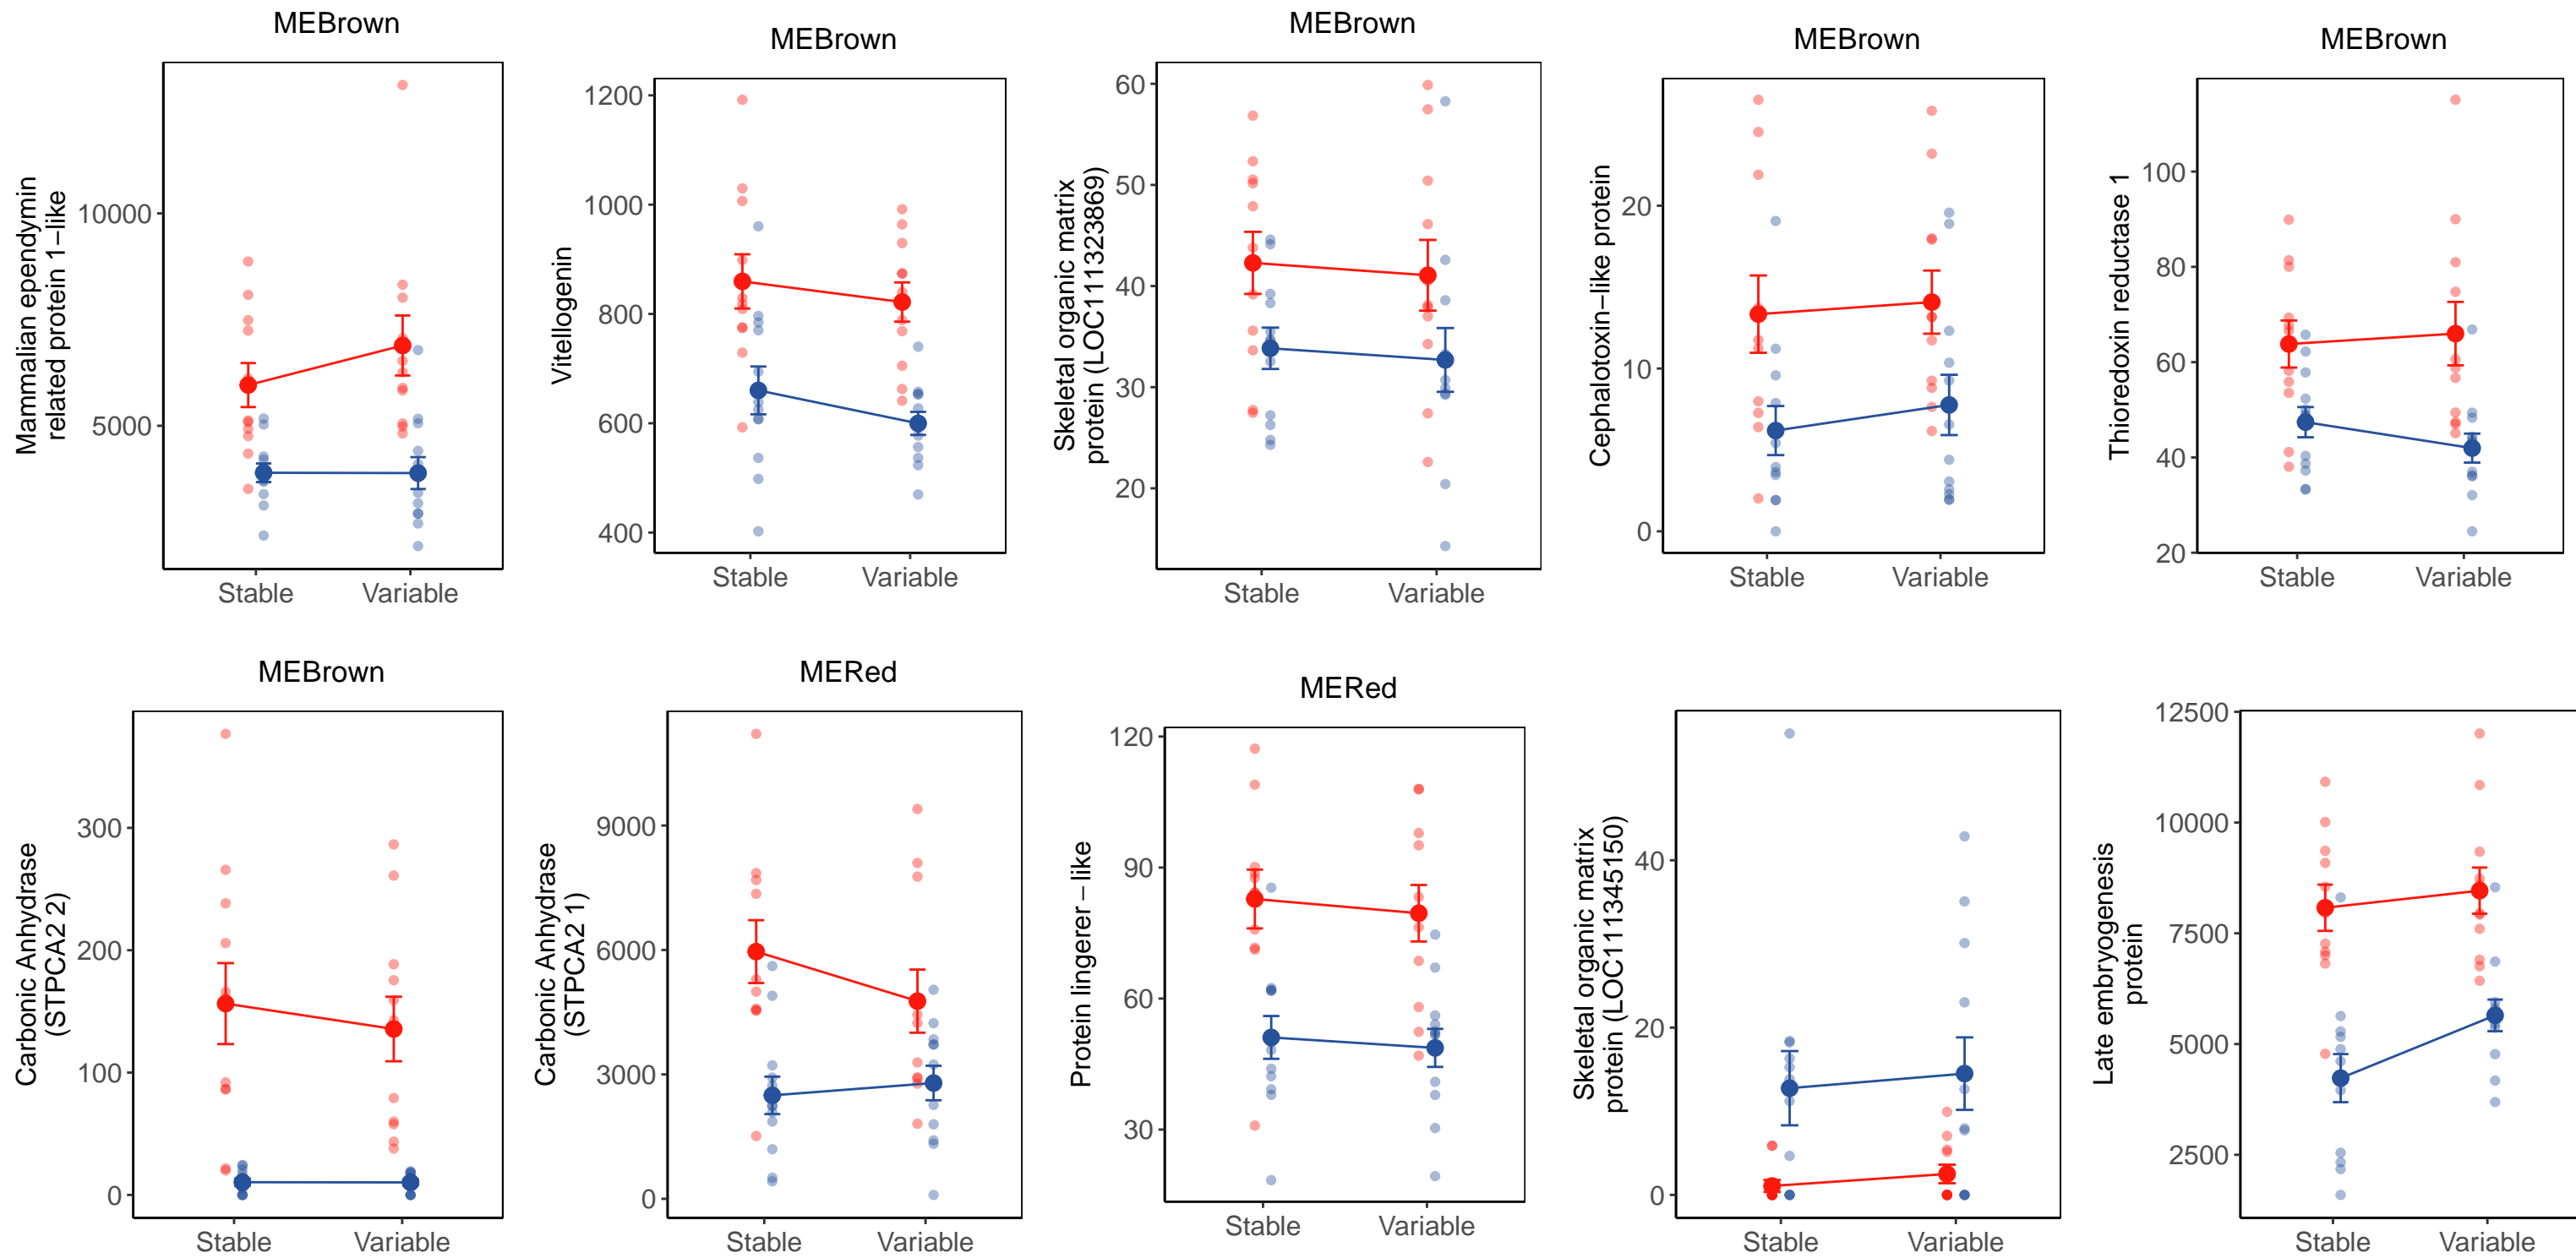 MEBrown
MEBrown
MEBrown
MEBrown
MEBrown
Mammalian ependymin
related protein 1−like
10000
5000
Stable
Variable
Vitellogenin
1200
1000
800
600
400
Stable
Variable
Skeletal organic matrix
protein (LOC111323869)
60
50
40
30
20
Stable
Variable
Cephalotoxin−like protein
20
10
0
Stable
Variable
Thioredoxin reductase 1
100
80
60
40
20
Stable
Variable
MEBrown
MERed
MERed
Carbonic Anhydrase
(STPCA2 2)
300
200
100
0
Stable
Variable
Carbonic Anhydrase
(STPCA2 1)
9000
6000
3000
0
Stable
Variable
Protein lingerer – like
120
90
60
30
Stable
Variable
Skeletal organic matrix
protein (LOC111345150)
40
20
0
Stable
Variable
Late embryogenesis
protein
12500
10000
7500
5000
2500
Stable
Variable